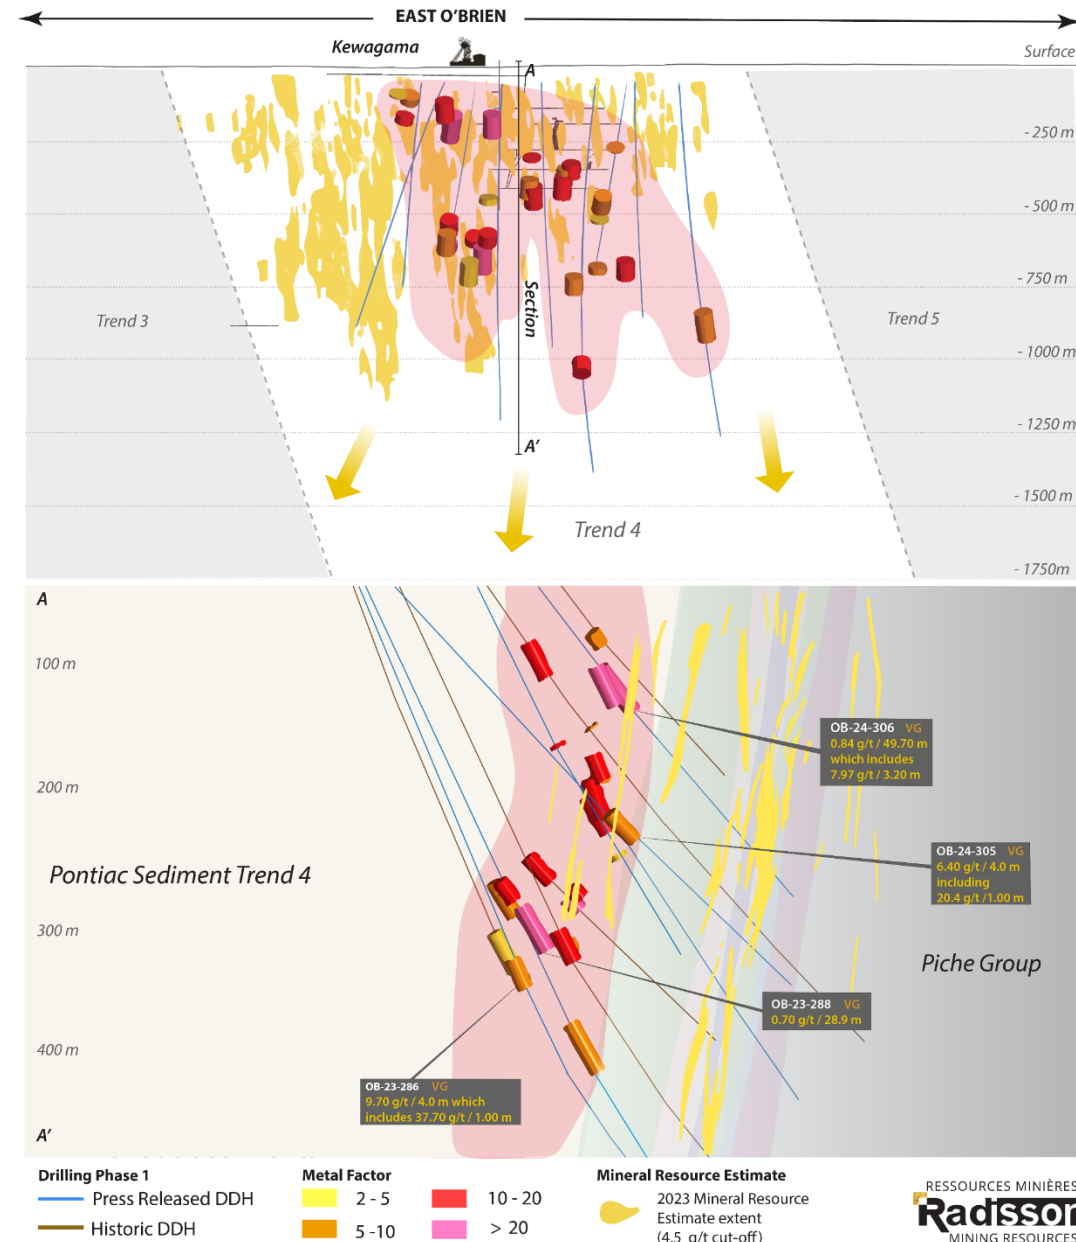 EAST O'BRIEN
Kewagama
Surface
A
- 250 m
- 500 m
- 750 m
Section
Trend 3
Trend 5
- 1000 m
- 1250 m
A'
- 1500 m
Trend 4
- 1750m
A
100 m
OB-24-306 VG
0.84 g/t / 49.70 m
which includes
7.97 g/t / 3.20 m
200 m
OB-24-305 VG
6.40 g/t / 4.0 m
including
20.4 g/t /1.00 m
Pontiac Sediment Trend 4
300 m
Piche Group
OB-23-288 VG
0.70 g/t / 28.9 m
400 m
OB-23-286 VG
9.70 g/t / 4.0 m which
includes 37.70 g/t / 1.00 m
A'
Drilling Phase 1
Press Released DDH
Historic DDH
Metal Factor
2 - 5
10 - 20
5 -10
> 20
Mineral Resource Estimate
2023 Mineral Resource
Estimate extent
(4.5 g/t cut-off)
RESSOURCES MINIÈRES
Radisson
MINING RESOURCES